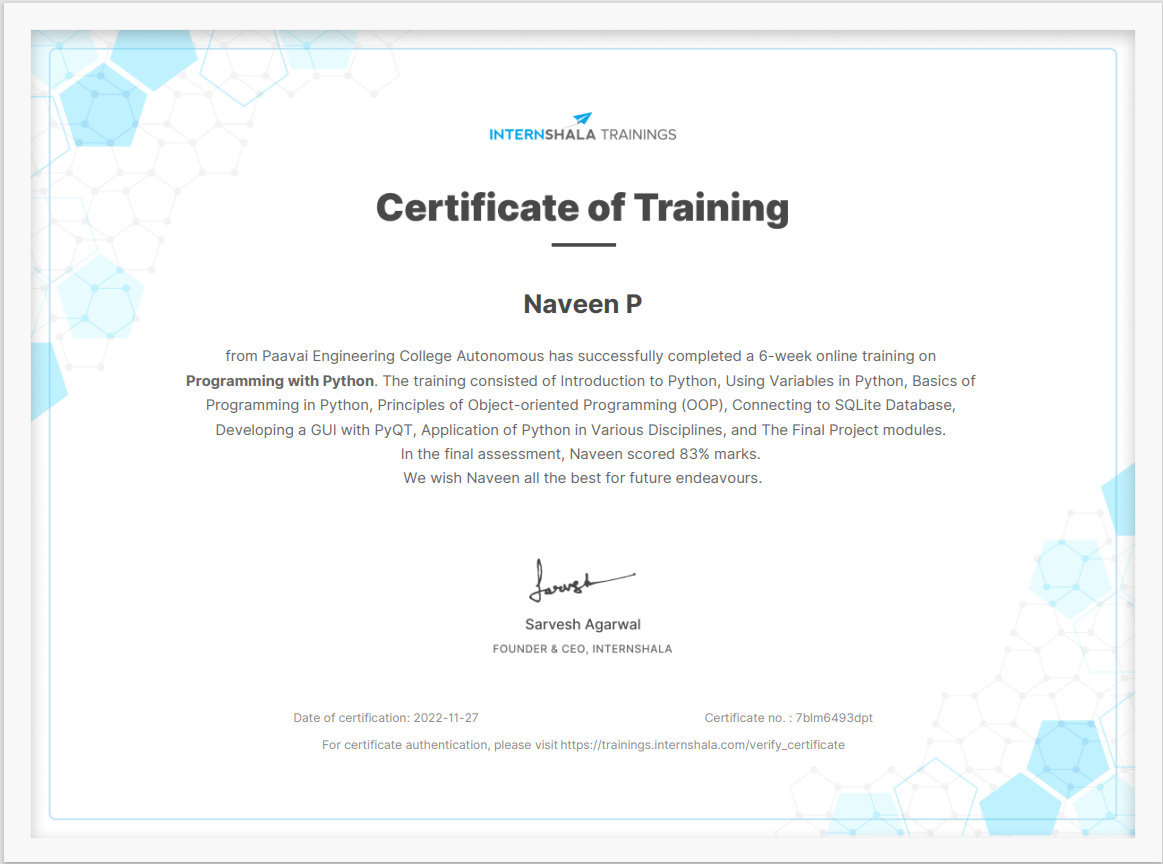 INTERNSHALA TRAININGS
Certificate of Training
Naveen P
from Paavai Engineering College Autonomous has successfully completed a 6-week online training on
Programming with Python. The training consisted of Introduction to Python, Using Variables in Python, Basics of
Programming in Python, Principles of Object-oriented Programming (OOP), Connecting to SQLite Database,
Developing a GUI with PyQT, Application of Python in Various Disciplines, and The Final Project modules.
In the final assessment, Naveen scored 83% marks.
We wish Naveen all the best for future endeavours.
Sarvesh
Sarvesh Agarwal
FOUNDER & CEO, INTERNSHALA
Date of certification: 2022-11-27 Certificate no. : 7blm6493dpt
For certificate authentication, please visit https://trainings.internshala.com/verify_certificate